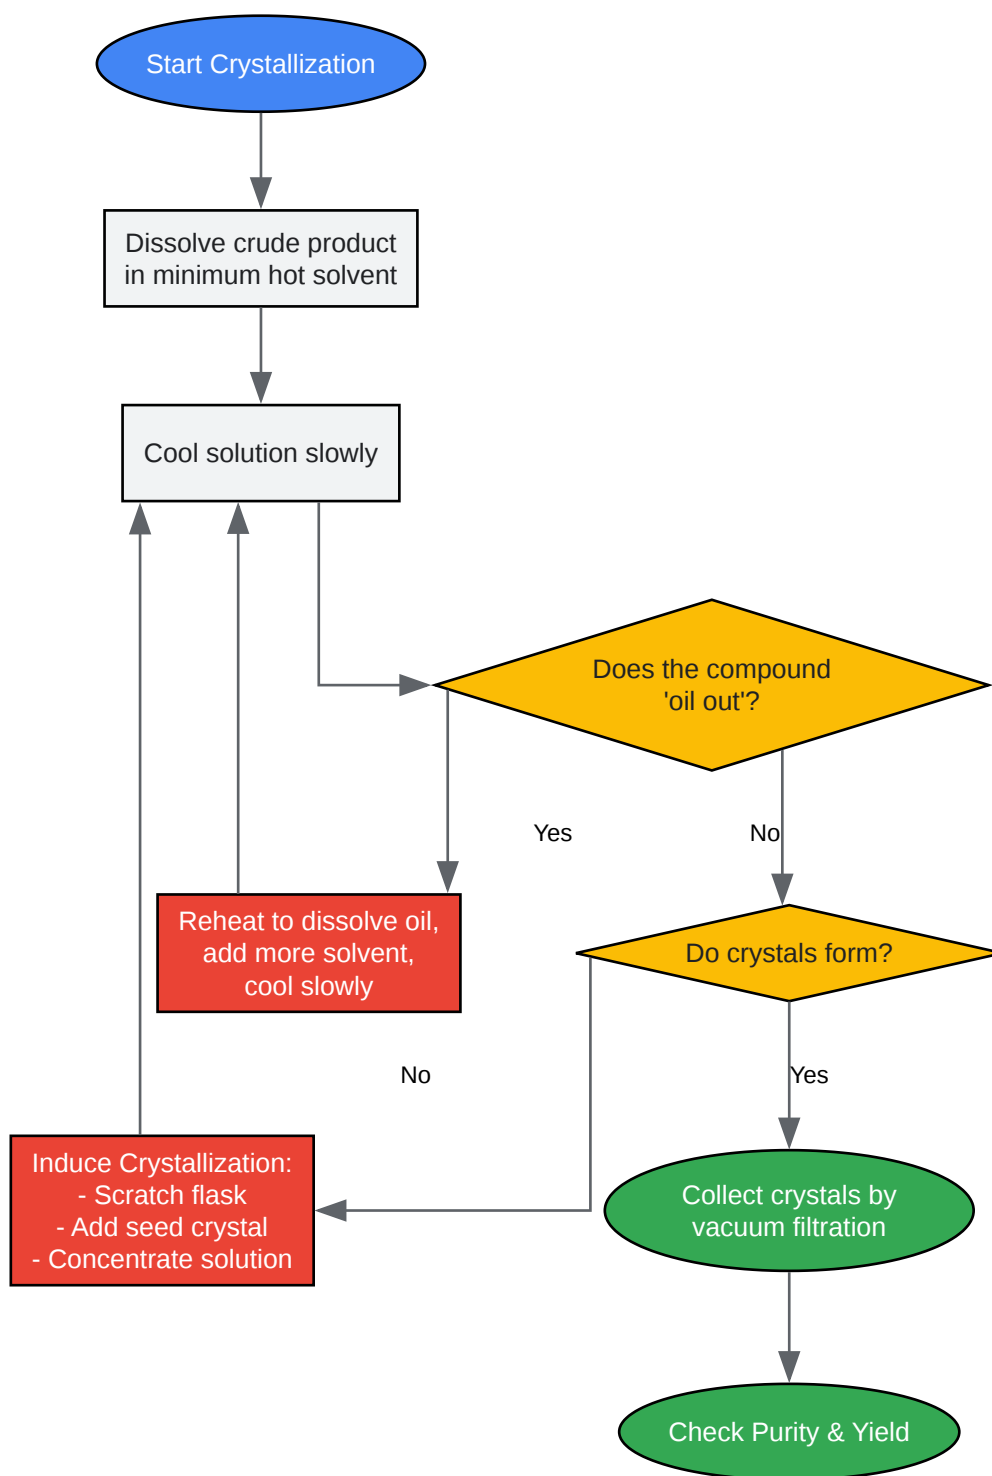 Start Crystallization
Dissolve crude product
in minimum hot solvent
Cool solution slowly
Does the compound
'oil out'?
Yes
No
Reheat to dissolve oil,
add more solvent,
cool slowly
Do crystals form?
No
Yes
Induce Crystallization:
- Scratch flask
- Add seed crystal
- Concentrate solution
Collect crystals by
vacuum filtration
Check Purity & Yield